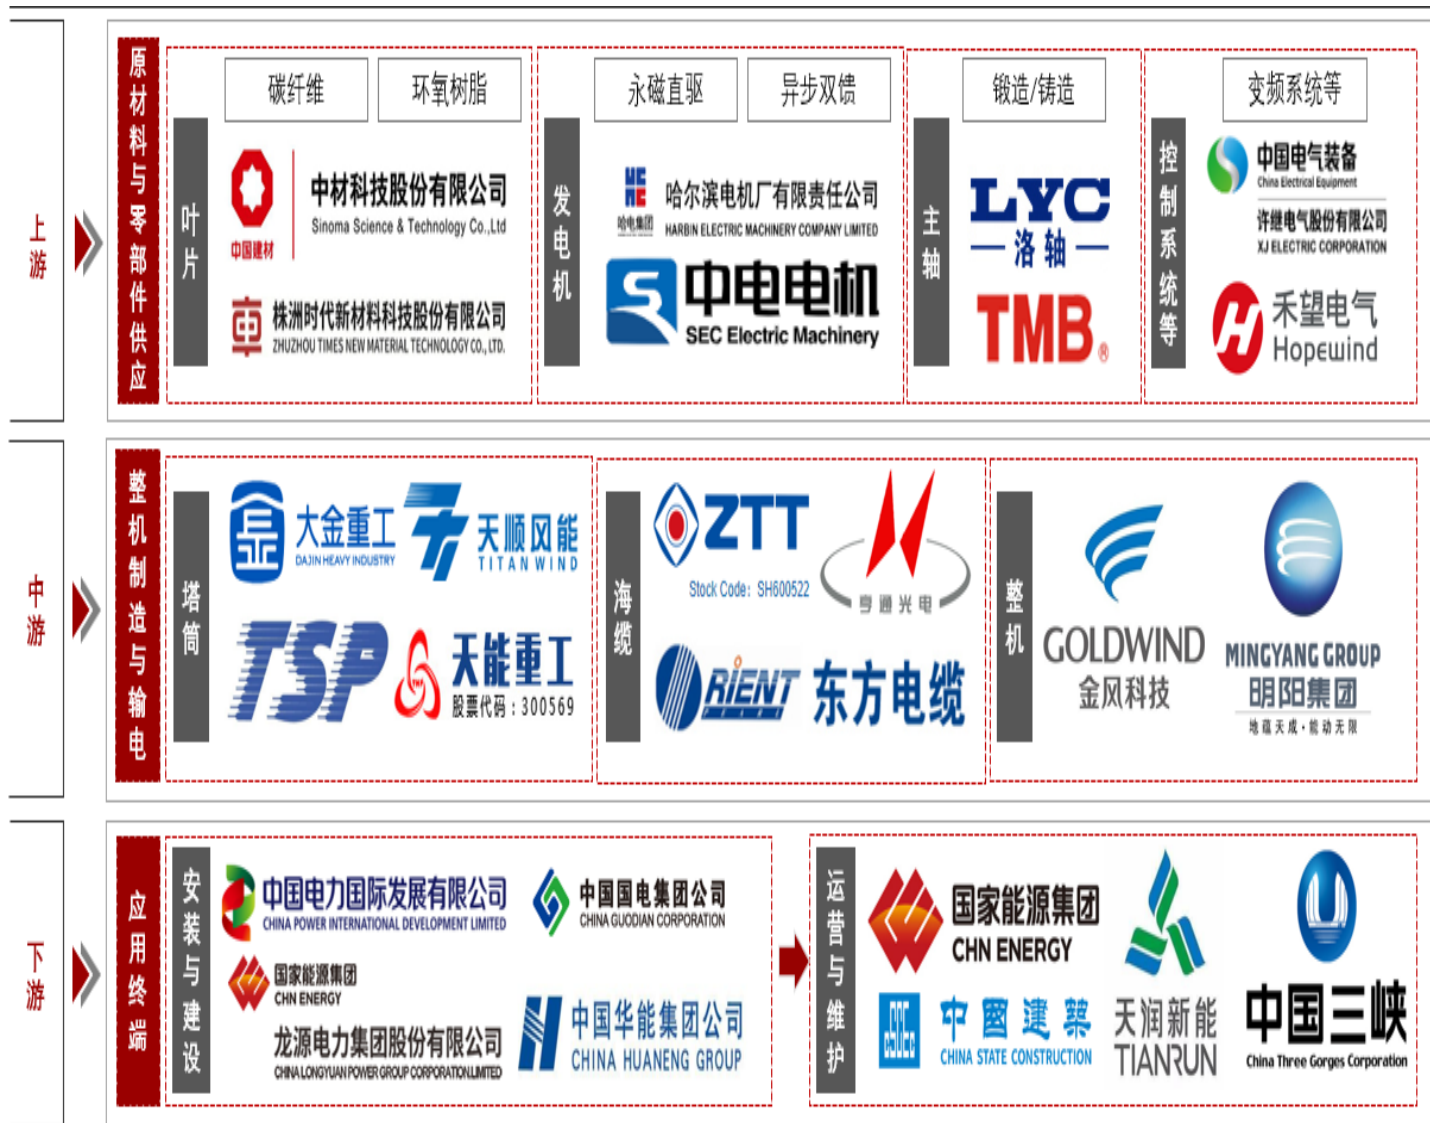 上游
原材料与零部件供应
叶片
碳纤维
环氧树脂
中国建材
中材科技股份有限公司
Sinoma Science & Technology Co.,Ltd
株洲时代新材料科技股份有限公司
ZHUZHOU TIMES NEW MATERIAL TECHNOLOGY CO., LTD.
发电机
永磁直驱
异步双馈
哈电集团
哈尔滨电机厂有限责任公司
HARBIN ELECTRIC MACHINERY COMPANY LIMITED
中电电机
SEC Electric Machinery
主轴
锻造/铸造
LYC
洛轴
TMB®
控制系统等
变频系统等
中国电气装备
China Electrical Equipment
许继电气股份有限公司
XJ ELECTRIC CORPORATION
禾望电气
Hopewind
中游
整机制造与输电
塔筒
大金重工
DAJIN HEAVY INDUSTRY
天顺风能
TITAN WIND
TSP
天能重工
股票代码：300569
海缆
ZTT
Stock Code: SH600522
亨通光电
ORIENT
东方电缆
整机
GOLDWIND
金风科技
MINGYANG GROUP
明阳集团
地蕴天成·能动无限
下游
应用终端
安装与建设
中国电力国际发展有限公司
CHINA POWER INTERNATIONAL DEVELOPMENT LIMITED
中国国电集团公司
CHINA GUODIAN CORPORATION
国家能源集团
CHN ENERGY
龙源电力集团股份有限公司
CHINA LONGYUAN POWER GROUP CORPORATION LIMITED
中国华能集团公司
CHINA HUANENG GROUP
运营与维护
国家能源集团
CHN ENERGY
CSCEC
中國建築
CHINA STATE CONSTRUCTION
天润新能
TIANRUN
中国三峡
China Three Gorges Corporation